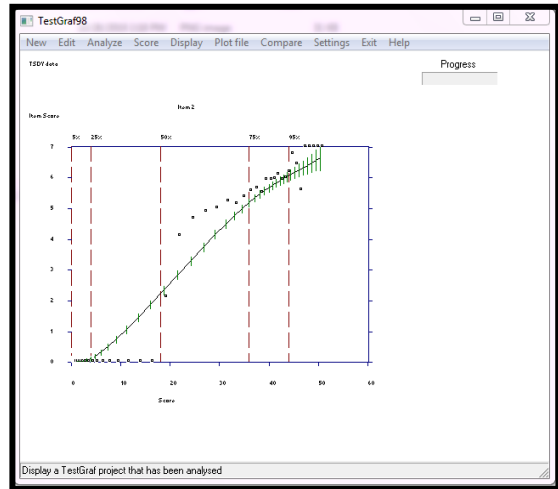 TestGraf98
New Edit Analyze Score Display Plot file Compare Settings Exit Help
TSDY data
Progress
Item 2
Item Score
5% 25% 50% 75% 95%
7
6
5
4
3
2
1
0
0 10 20 30 40 50 60
Score
Display a TestGraf project that has been analysed